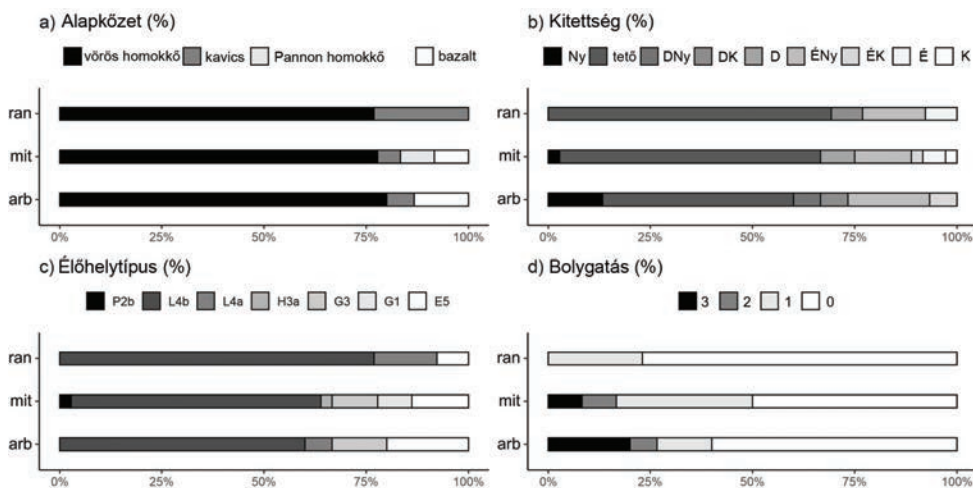 a) Alapkőzet (%)
vörös homokkő kavics Pannon homokkő bazalt
ran
mit
arb
0% 25% 50% 75% 100%
b) Kitettség (%)
Ny tető DNy DK D ÉNy ÉK É K
ran
mit
arb
0% 25% 50% 75% 100%
c) Élőhelytípus (%)
P2b L4b L4a H3a G3 G1 E5
ran
mit
arb
0% 25% 50% 75% 100%
d) Bolygatás (%)
3 2 1 0
ran
mit
arb
0% 25% 50% 75% 100%